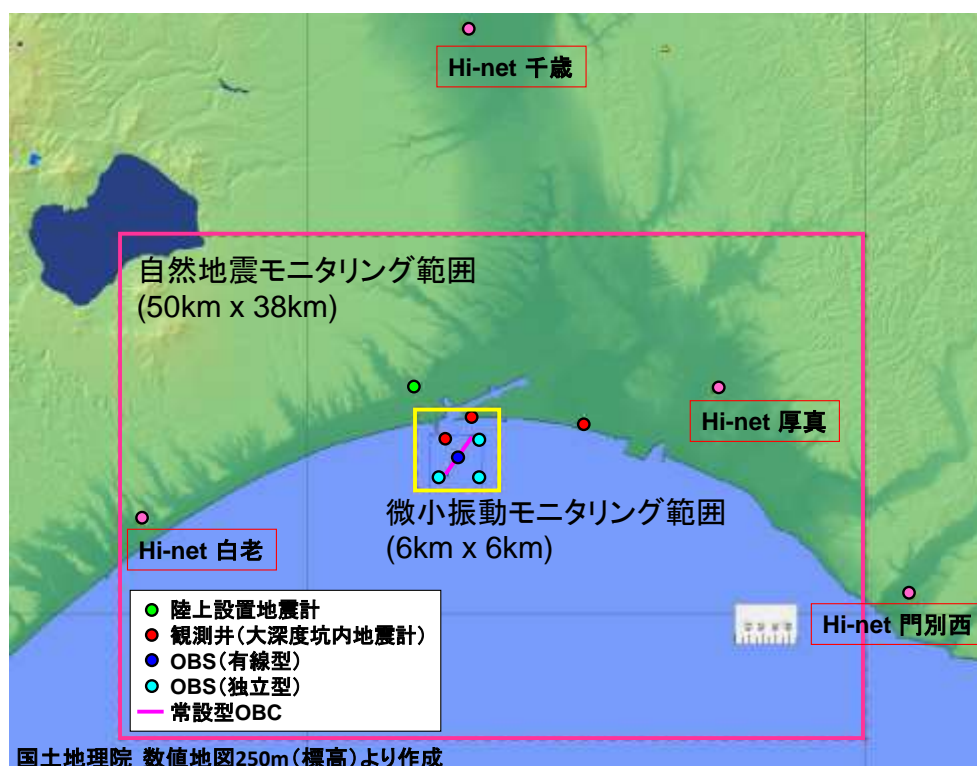 Hi-net 千歳
自然地震モニタリング範囲
(50km x 38km)
Hi-net 厚真
微小振動モニタリング範囲
(6km x 6km)
Hi-net 白老
陸上設置地震計
観測井(大深度坑内地震計)
OBS(有線型)
OBS(独立型)
常設型OBC
Hi-net 門別西
国土地理院 数値地図250m(標高)より作成